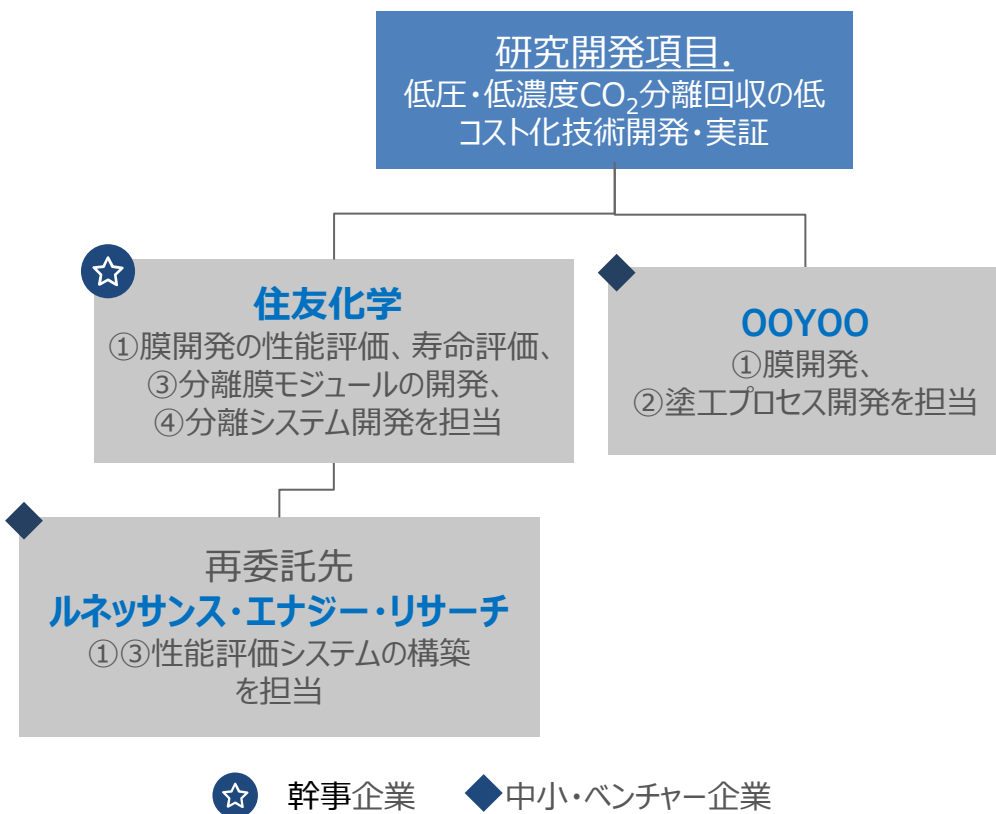 研究開発項目.
低圧・低濃度CO₂分離回収の低
コスト化技術開発・実証
住友化学
①膜開発の性能評価、寿命評価、
③分離膜モジュールの開発、
④分離システム開発を担当
OOYOO
①膜開発、
②塗工プロセス開発を担当
再委託先
ルネッサンス・エナジー・リサーチ
①③性能評価システムの構築
を担当
幹事企業
中小・ベンチャー企業